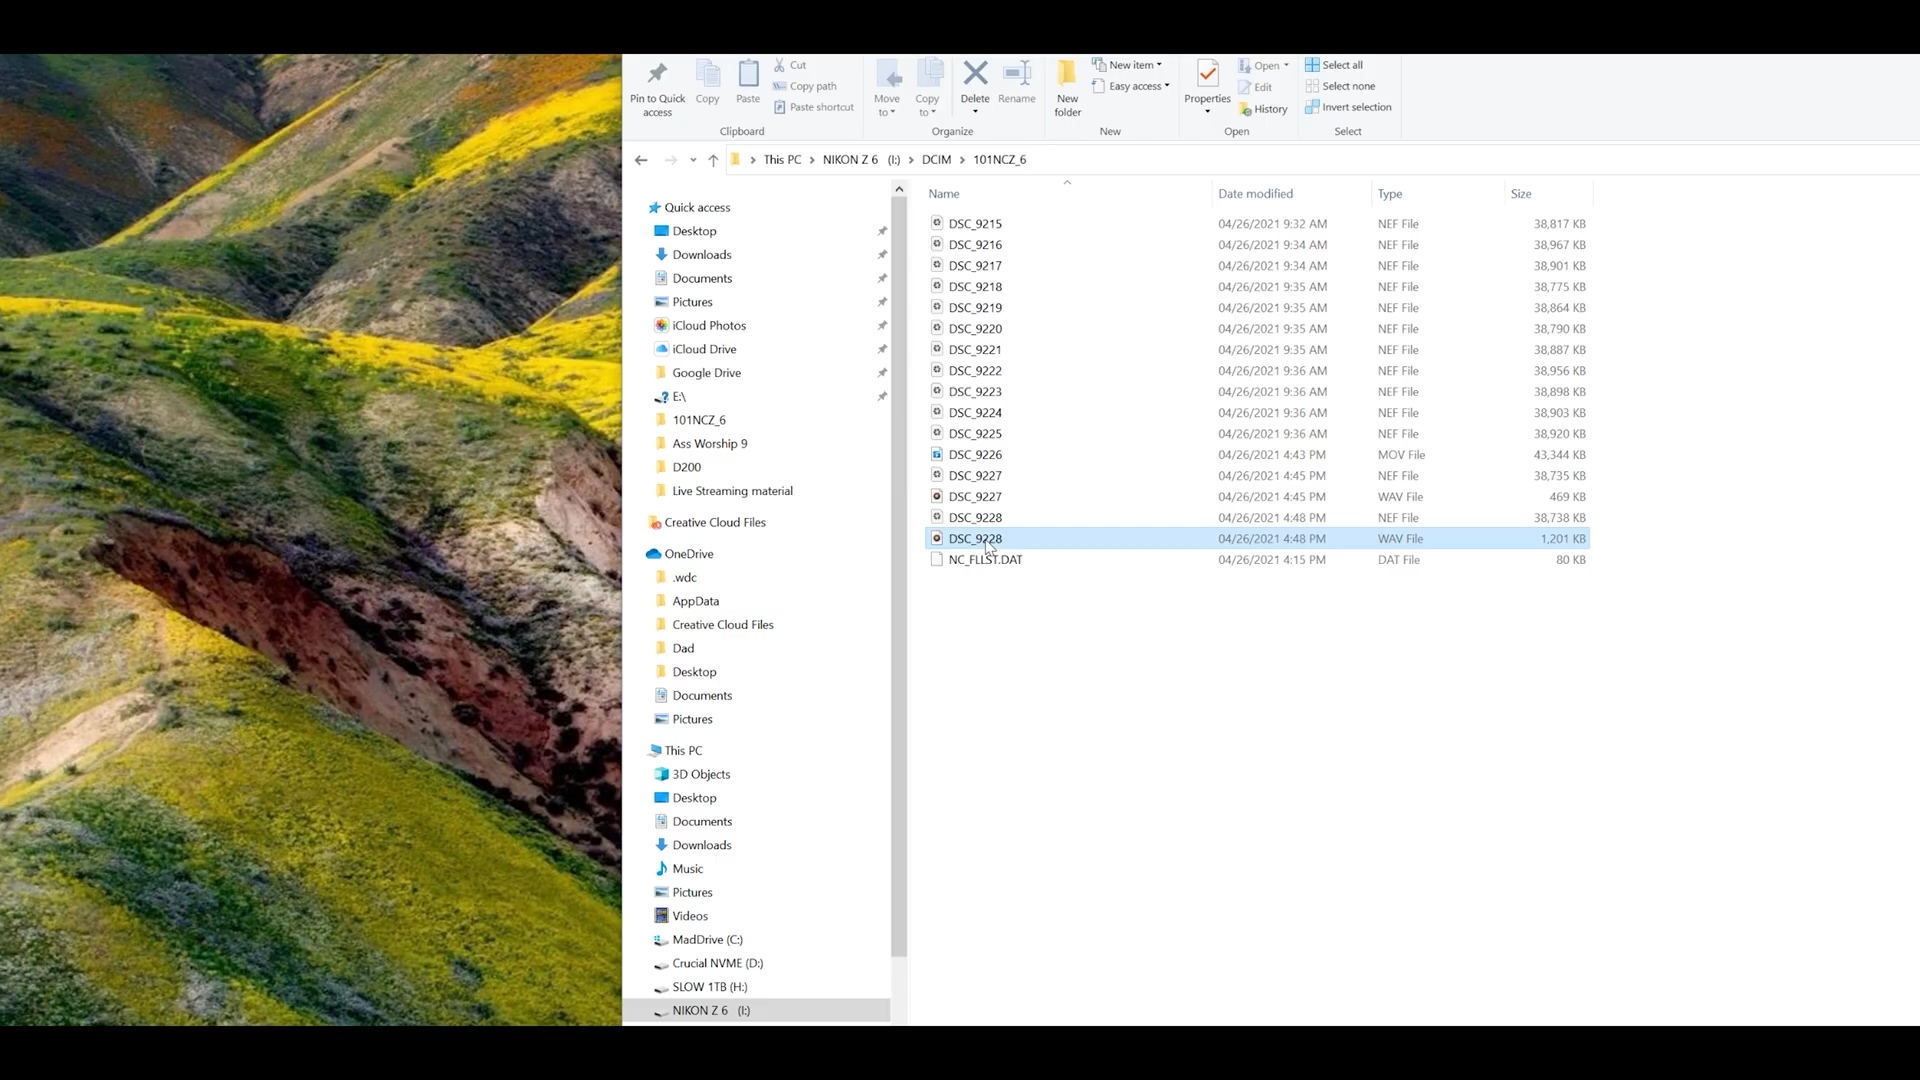 Pin to Quick access
Copy
Paste
Cut
Copy path
Paste shortcut
Clipboard
Move to
Copy to
Delete
Rename
Organize
New folder
New item
Easy access
New
Properties
Open
Edit
History
Open
Select all
Select none
Invert selection
Select
This PC > NIKON Z 6 (I:) > DCIM > 101NCZ_6
Quick access
Desktop
Downloads
Documents
Pictures
iCloud Photos
iCloud Drive
Google Drive
E:\
101NCZ_6
Ass Worship 9
D200
Live Streaming material
Creative Cloud Files
OneDrive
.wdc
AppData
Creative Cloud Files
Dad
Desktop
Documents
Pictures
This PC
3D Objects
Desktop
Documents
Downloads
Music
Pictures
Videos
MadDrive (C:)
Crucial NVME (D:)
SLOW 1TB (H:)
NIKON Z 6 (I:)
Name Date modified Type Size
DSC_9215 04/26/2021 9:32 AM NEF File 38,817 KB
DSC_9216 04/26/2021 9:34 AM NEF File 38,967 KB
DSC_9217 04/26/2021 9:34 AM NEF File 38,901 KB
DSC_9218 04/26/2021 9:35 AM NEF File 38,775 KB
DSC_9219 04/26/2021 9:35 AM NEF File 38,864 KB
DSC_9220 04/26/2021 9:35 AM NEF File 38,790 KB
DSC_9221 04/26/2021 9:35 AM NEF File 38,887 KB
DSC_9222 04/26/2021 9:36 AM NEF File 38,956 KB
DSC_9223 04/26/2021 9:36 AM NEF File 38,898 KB
DSC_9224 04/26/2021 9:36 AM NEF File 38,903 KB
DSC_9225 04/26/2021 9:36 AM NEF File 38,920 KB
DSC_9226 04/26/2021 4:43 PM MOV File 43,344 KB
DSC_9227 04/26/2021 4:45 PM NEF File 38,735 KB
DSC_9227 04/26/2021 4:45 PM WAV File 469 KB
DSC_9228 04/26/2021 4:48 PM NEF File 38,738 KB
DSC_9228 04/26/2021 4:48 PM WAV File 1,201 KB
NC_FLLST.DAT 04/26/2021 4:15 PM DAT File 80 KB